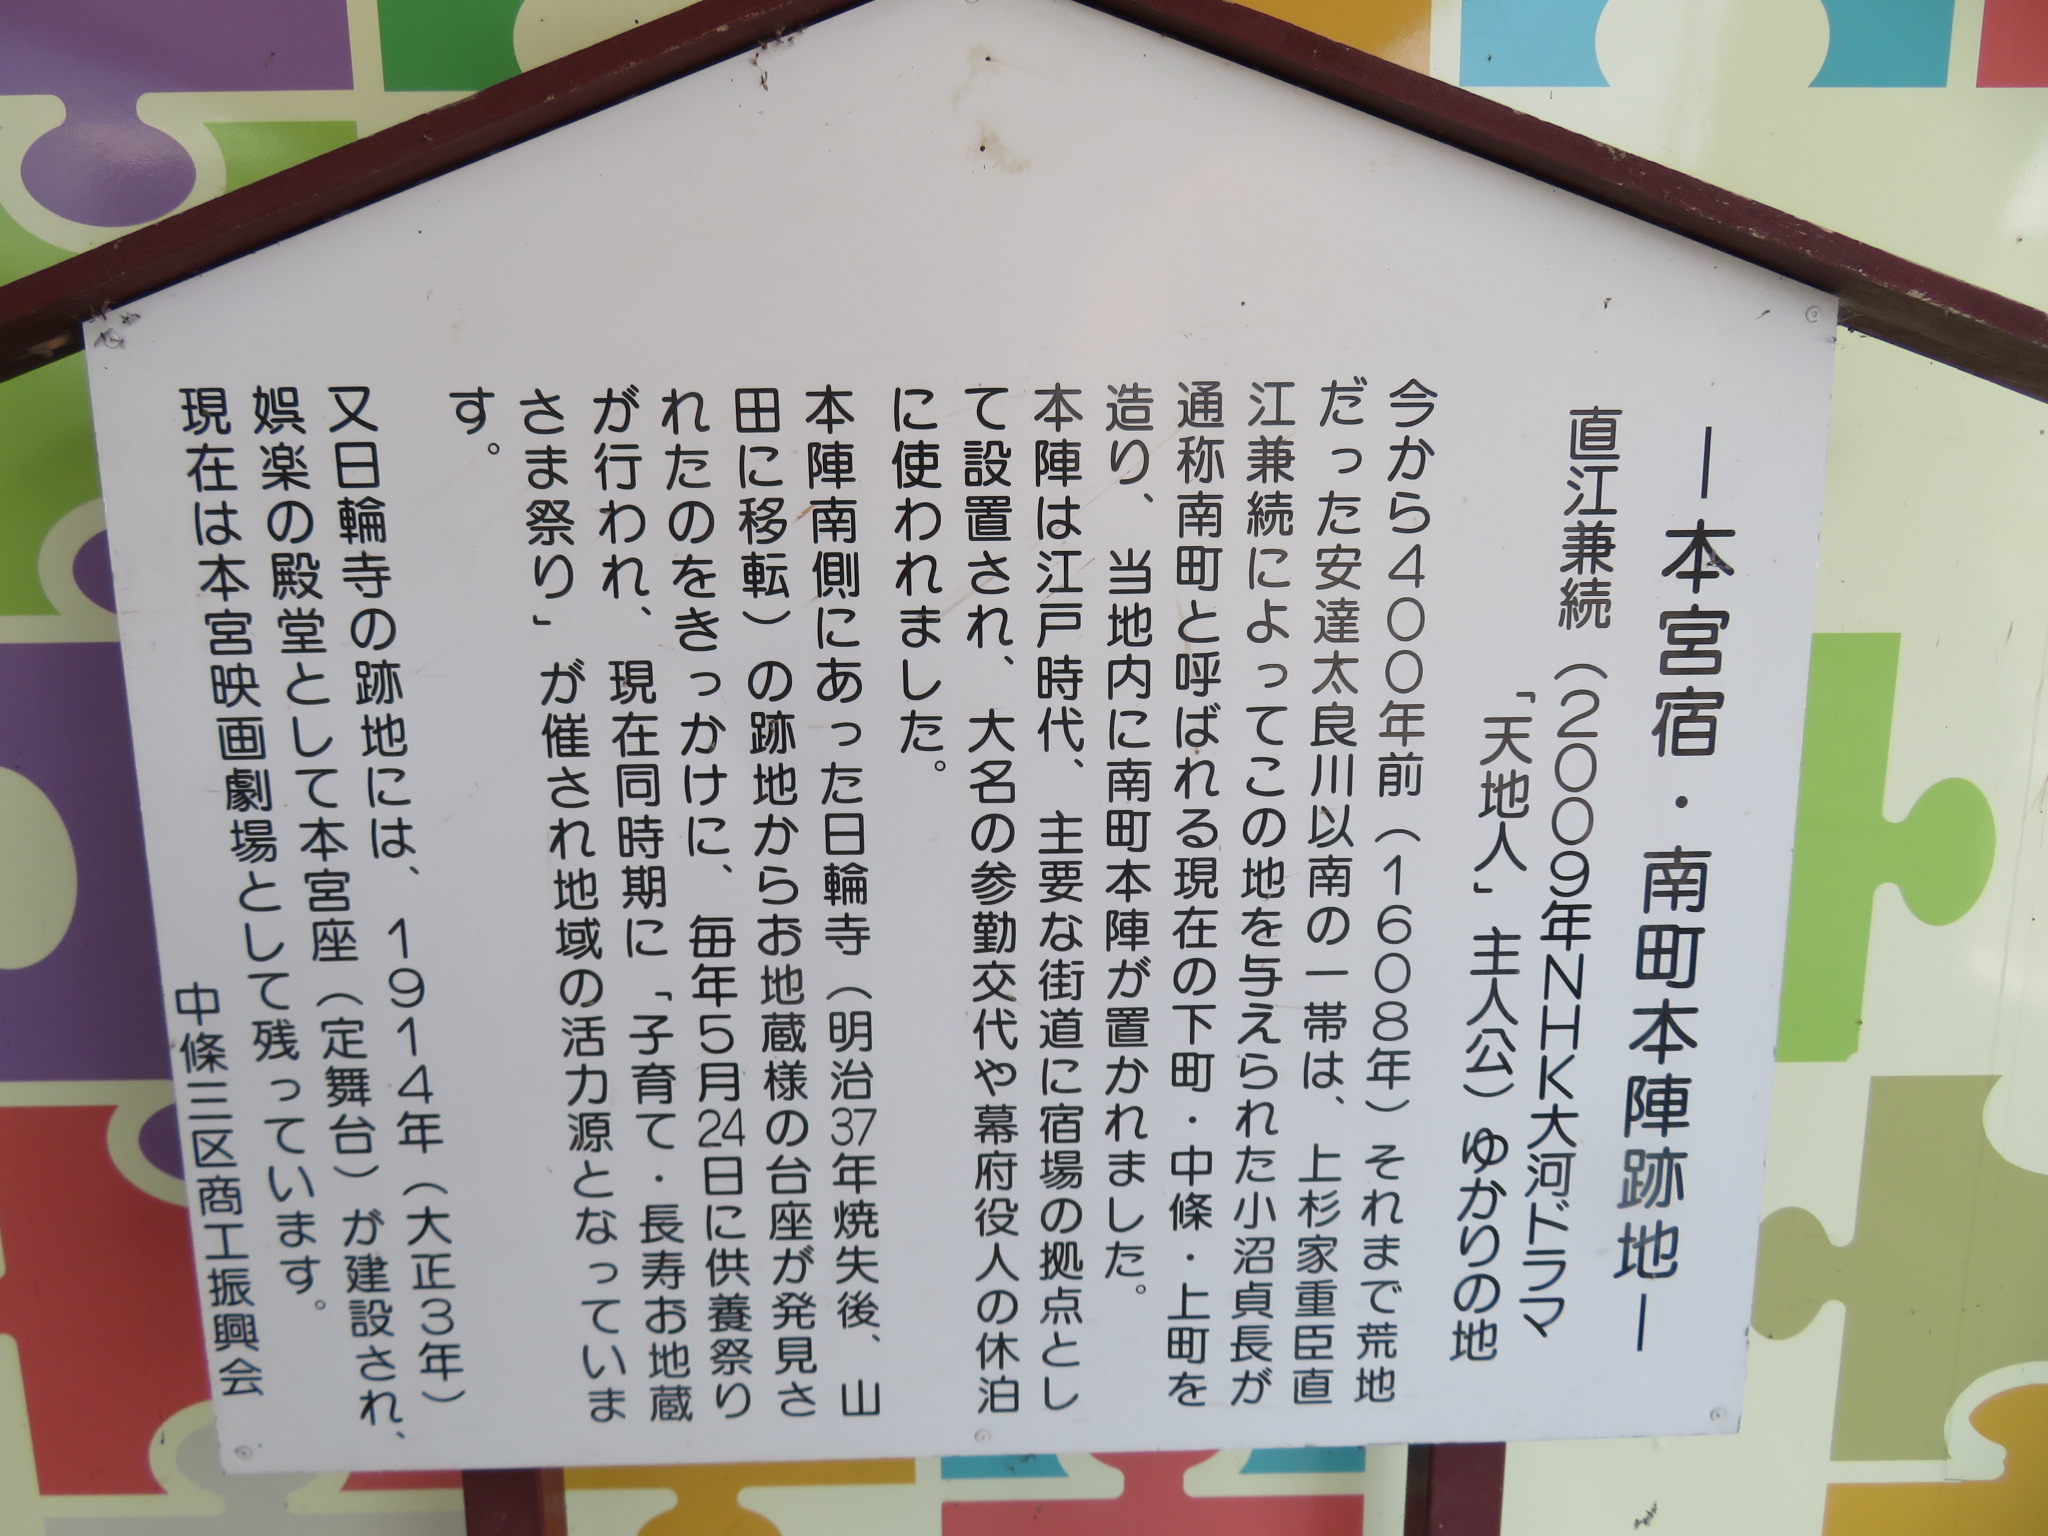 ―本宮宿・南町本陣跡地―
直江兼続（2009年NHK大河ドラマ
「天地人」主人公）ゆかりの地
今から400年前（1608年）それまで荒地
だった安達太良川以南の一帯は、上杉家重臣直
江兼続によってこの地を与えられた小沼貞長が
通称南町と呼ばれる現在の下町・中條・上町を
造り、当地内に南町本陣が置かれました。
本陣は江戸時代、主要な街道に宿場の拠点とし
て設置され、大名の参勤交代や幕府役人の休泊
に使われました。
本陣南側にあった日輪寺（明治37年焼失後、山
田に移転）の跡地からお地蔵様の台座が発見さ
れたのをきっかけに、毎年5月24日に供養祭り
が行われ、現在同時期に「子育て・長寿お地蔵
さま祭り」が催され地域の活力源となっていま
す。
又日輪寺の跡地には、1914年（大正3年）
娯楽の殿堂として本宮座（定舞台）が建設され、
現在は本宮映画劇場として残っています。
中條三区商工振興会